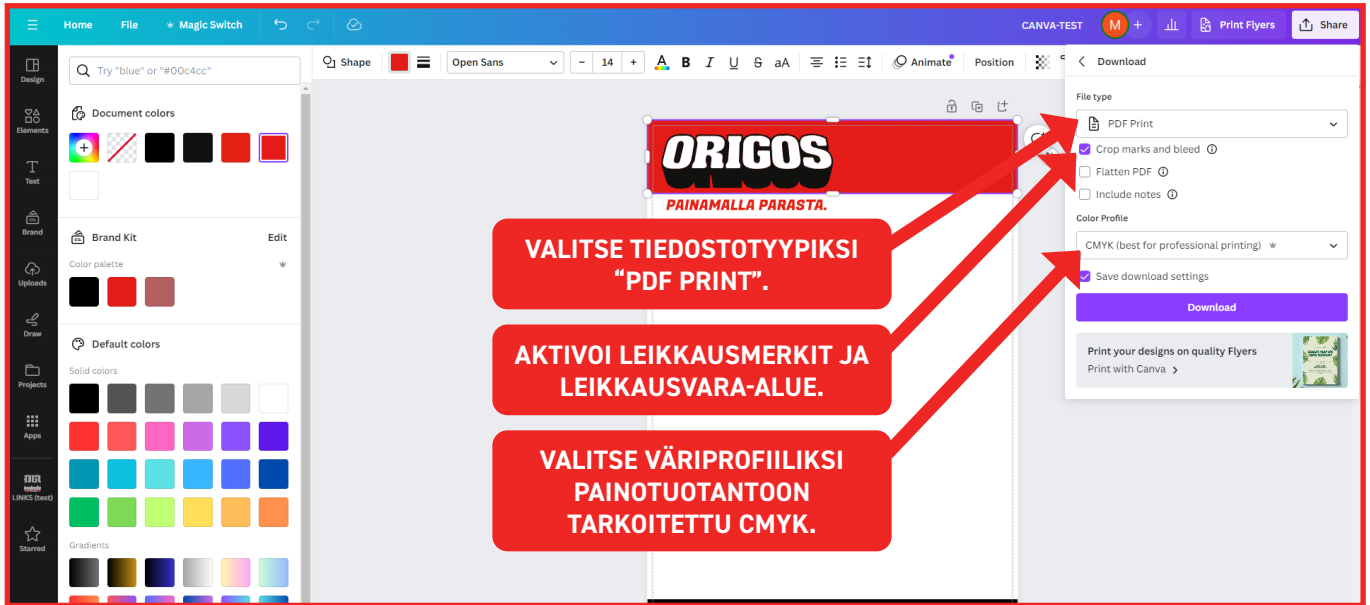 Home File Magic Switch CANVA-TEST M + Print Flyers Share
Design
Elements
Text
Brand
Uploads
Draw
Projects
Apps
LINKS (test)
Starred
Try "blue" or "#00c4cc"
Document colors
Brand Kit Edit
Color palette
Default colors
Solid colors
Gradients
Shape Open Sans - 14 + A B I U S aA Animate Position
ORIGOS
PAINAMALLA PARASTA.
VALITSE TIEDOSTOTYYPIKSI
“PDF PRINT”.
AKTIVOI LEIKKAUSMERKIT JA
LEIKKAUSVARA-ALUE.
VALITSE VÄRIPROFIILIKSI
PAINOTUOTANTOON
TARKOITETTU CMYK.
Download
File type
PDF Print
Crop marks and bleed
Flatten PDF
Include notes
Color Profile
CMYK (best for professional printing)
Save download settings
Download
Print your designs on quality Flyers
Print with Canva